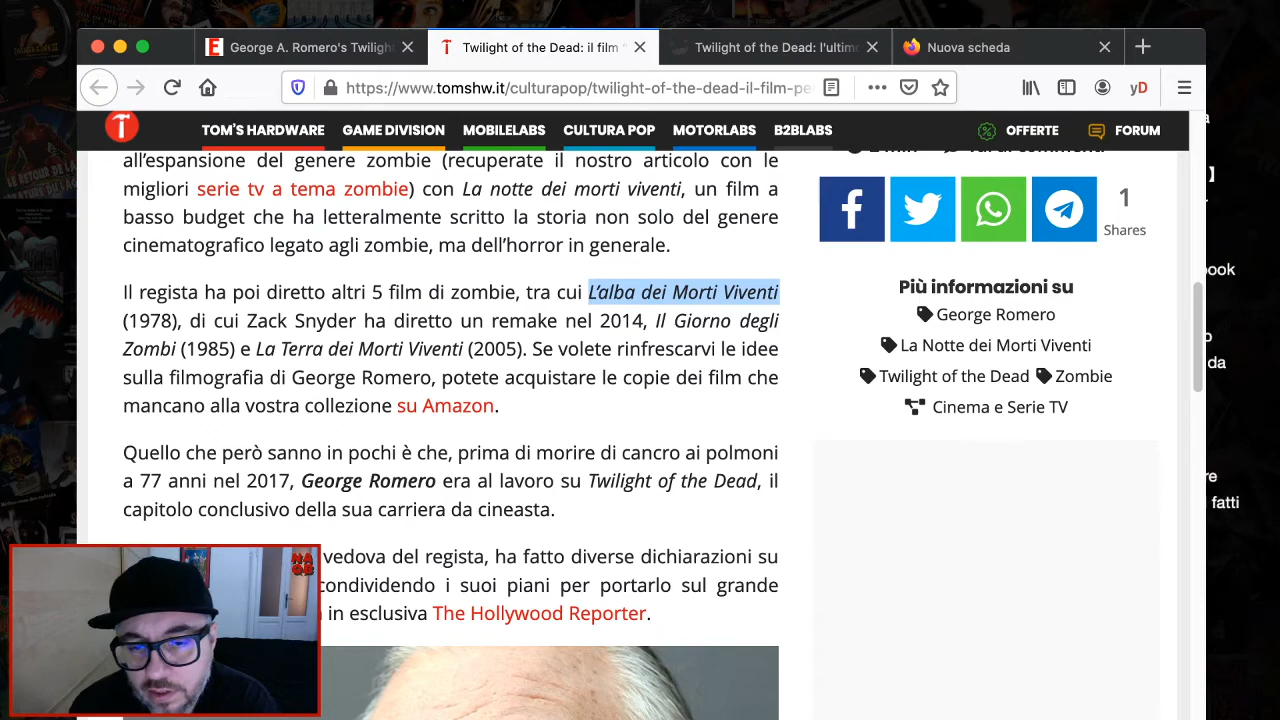 George A. Romero's Twilight
Twilight of the Dead: il film "
Twilight of the Dead: l'ultimo
Nuova scheda
https://www.tomshw.it/culturapop/twilight-of-the-dead-il-film-pe
yD
TOM'S HARDWARE
GAME DIVISION
MOBILELABS
CULTURA POP
MOTORLABS
B2BLABS
OFFERTE
FORUM
all'espansione del genere zombie (recuperate il nostro articolo con le
migliori serie tv a tema zombie) con La notte dei morti viventi, un film a
basso budget che ha letteralmente scritto la storia non solo del genere
cinematografico legato agli zombie, ma dell'horror in generale.
Il regista ha poi diretto altri 5 film di zombie, tra cui L'alba dei Morti Viventi
(1978), di cui Zack Snyder ha diretto un remake nel 2014, Il Giorno degli
Zombi (1985) e La Terra dei Morti Viventi (2005). Se volete rinfrescarvi le idee
sulla filmografia di George Romero, potete acquistare le copie dei film che
mancano alla vostra collezione su Amazon.
Quello che però sanno in pochi è che, prima di morire di cancro ai polmoni
a 77 anni nel 2017, George Romero era al lavoro su Twilight of the Dead, il
capitolo conclusivo della sua carriera da cineasta.
vedova del regista, ha fatto diverse dichiarazioni su
condividendo i suoi piani per portarlo sul grande
in esclusiva The Hollywood Reporter.
1
Shares
Più informazioni su
George Romero
La Notte dei Morti Viventi
Twilight of the Dead
Zombie
Cinema e Serie TV
ook
da
re
fatti
NA
QB